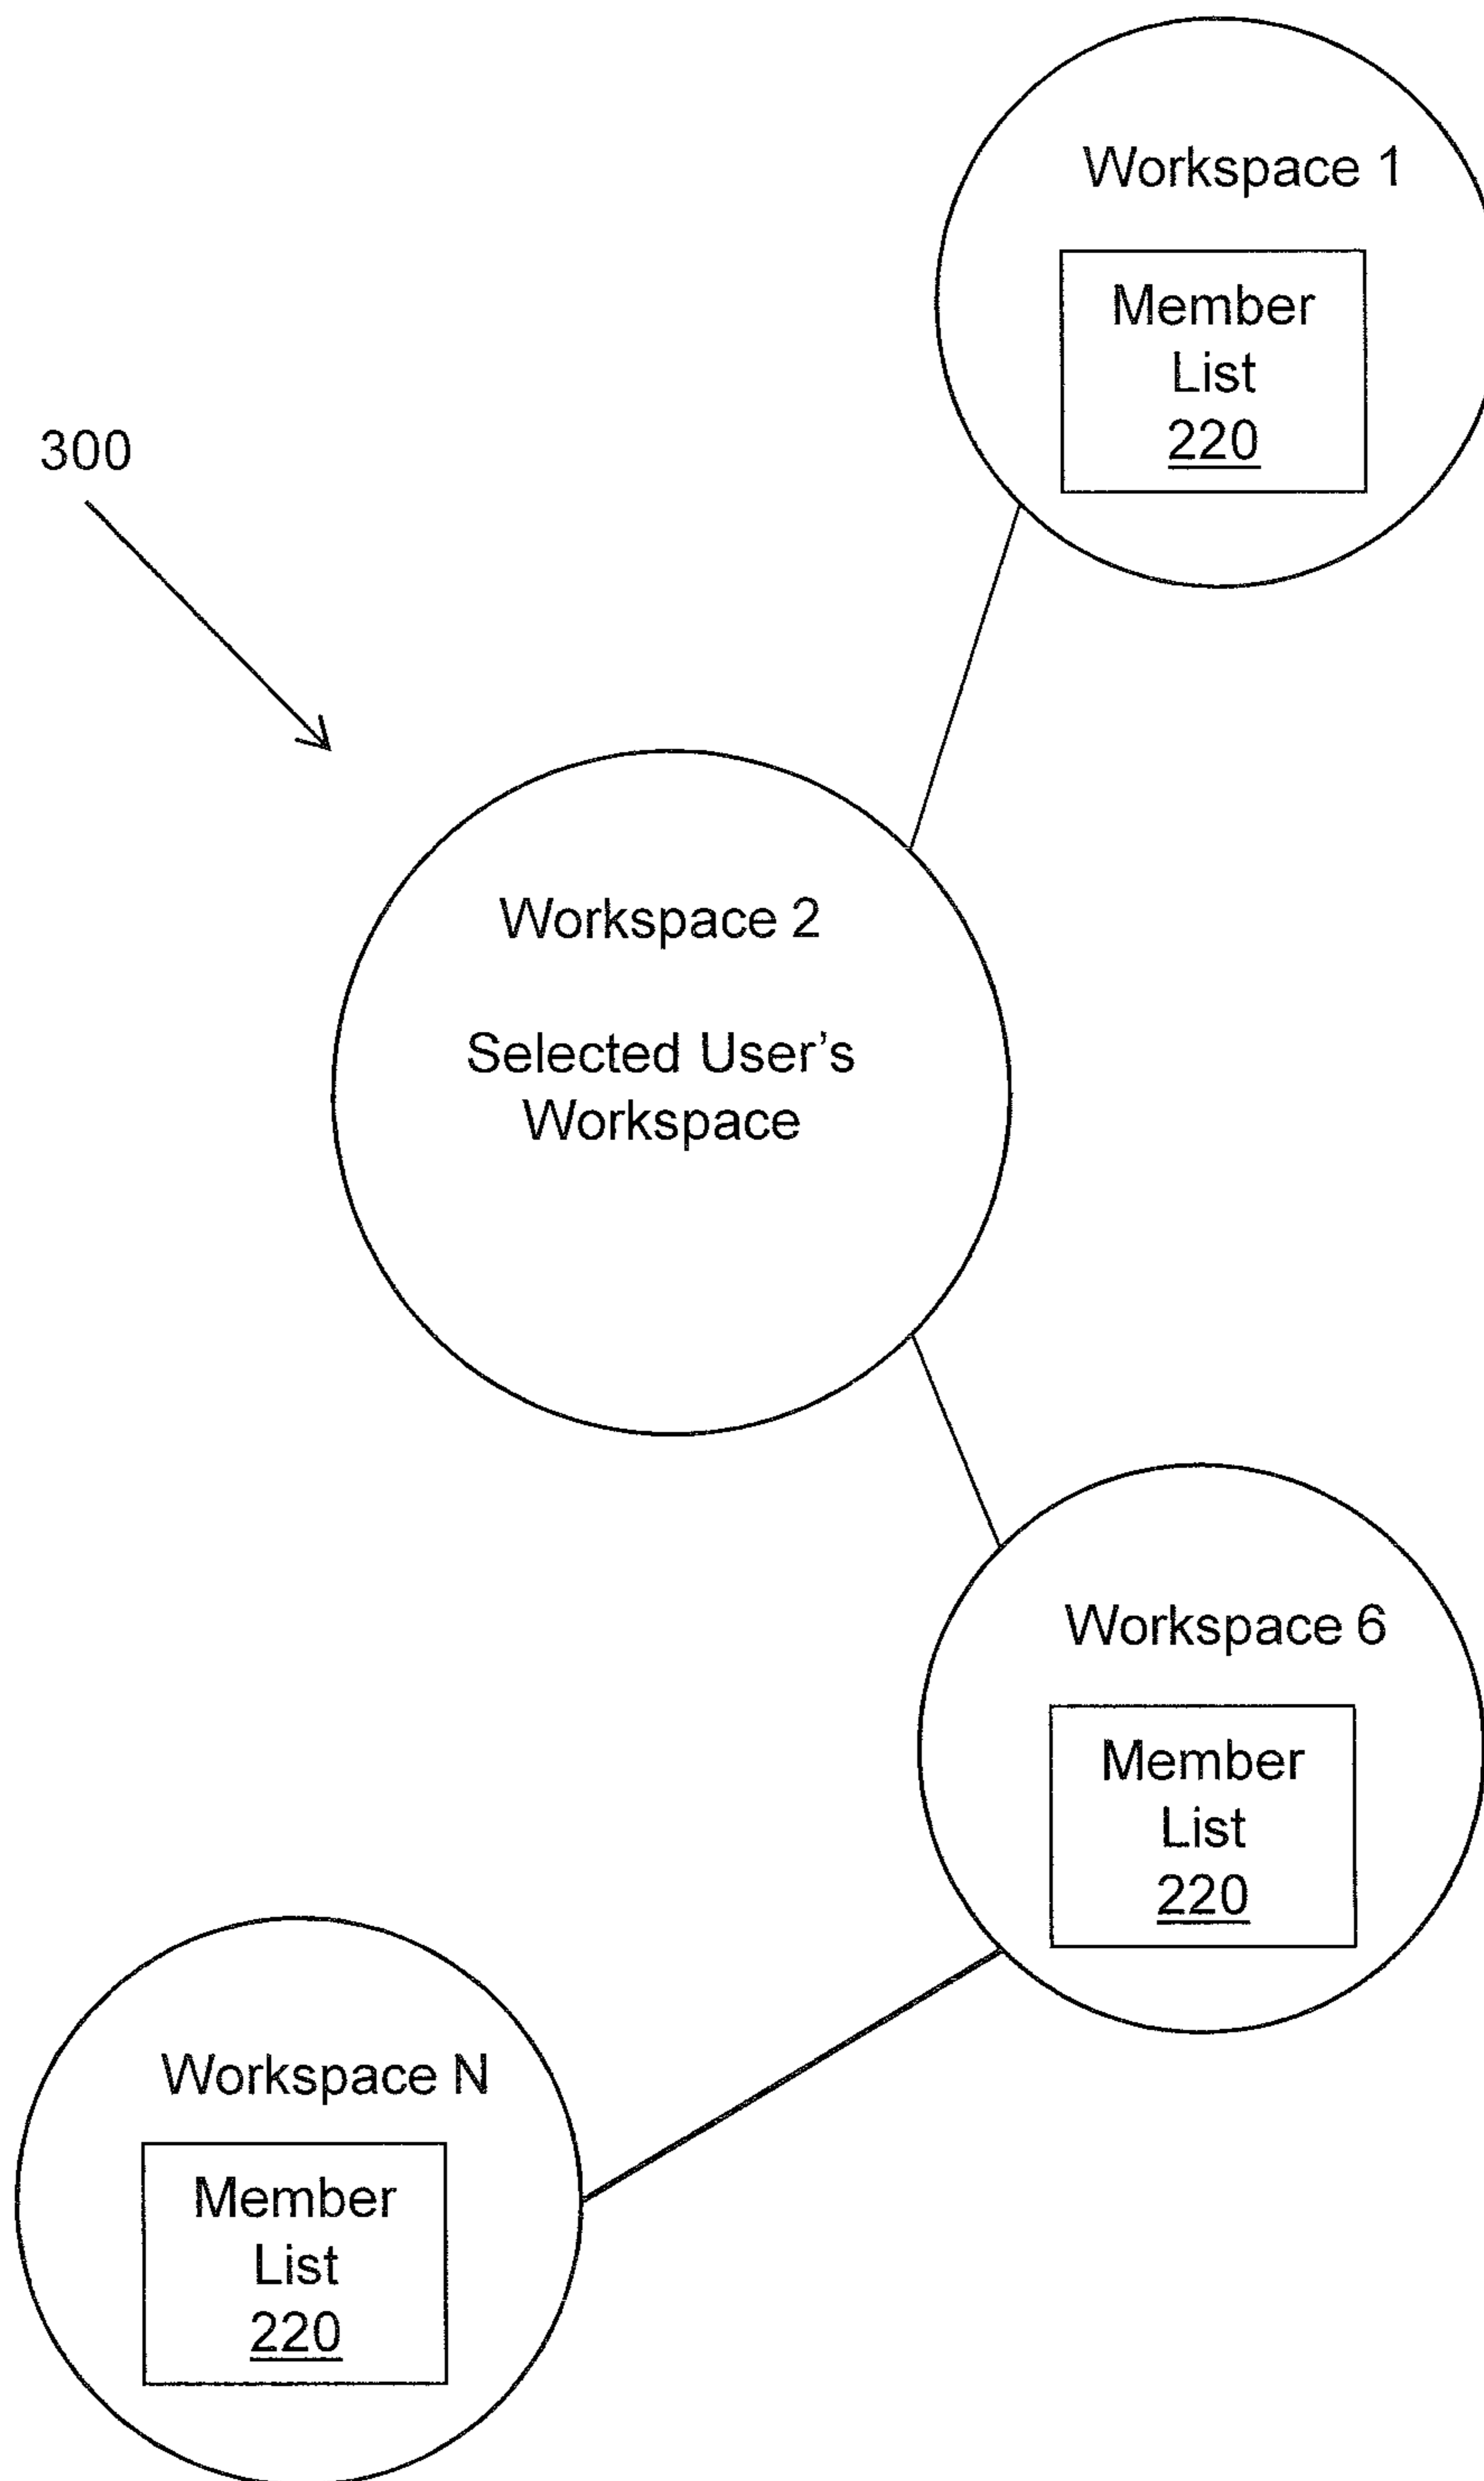 Workspace 1
Member
List
220
300
Workspace 2
Selected User’s
Workspace
Workspace 6
Member
List
220
Workspace N
Member
List
220